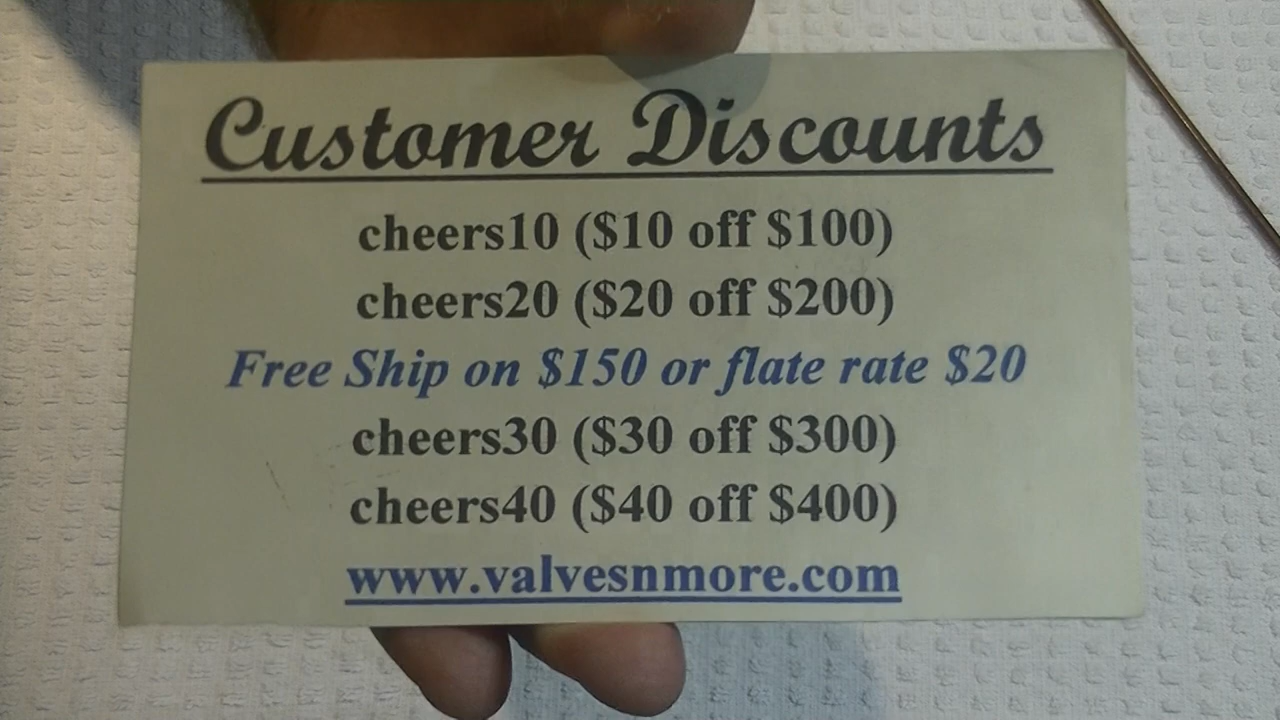 Customer Discounts
cheers10 ($10 off $100)
cheers20 ($20 off $200)
Free Ship on $150 or flate rate $20
cheers30 ($30 off $300)
cheers40 ($40 off $400)
www.valvesnmore.com